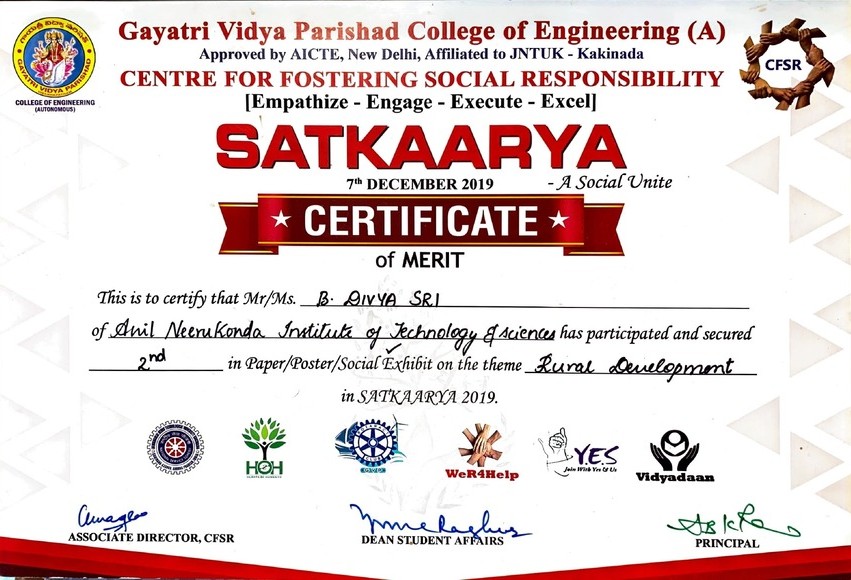 Gayatri Vidya Parishad College of Engineering (A)
Approved by AICTE, New Delhi, Affiliated to JNTUK - Kakinada
CENTRE FOR FOSTERING SOCIAL RESPONSIBILITY
[Empathize - Engage - Execute - Excel]
GAYATRI VIDYA PARISHAD
COLLEGE OF ENGINEERING
(AUTONOMOUS)
CFSR
SATKAARYA
7th DECEMBER 2019 - A Social Unite
CERTIFICATE
of MERIT
This is to certify that Mr/Ms. B. DIVYA SRI
of Anil Neerukonda Institute of Technology & sciences has participated and secured
2nd in Paper/Poster/Social Exhibit on the theme Rural Development
in SATKAARYA 2019.
HOH
WeR4Help
YES
Join With Yes & Us
Vidyadaan
ASSOCIATE DIRECTOR, CFSR
DEAN STUDENT AFFAIRS
PRINCIPAL